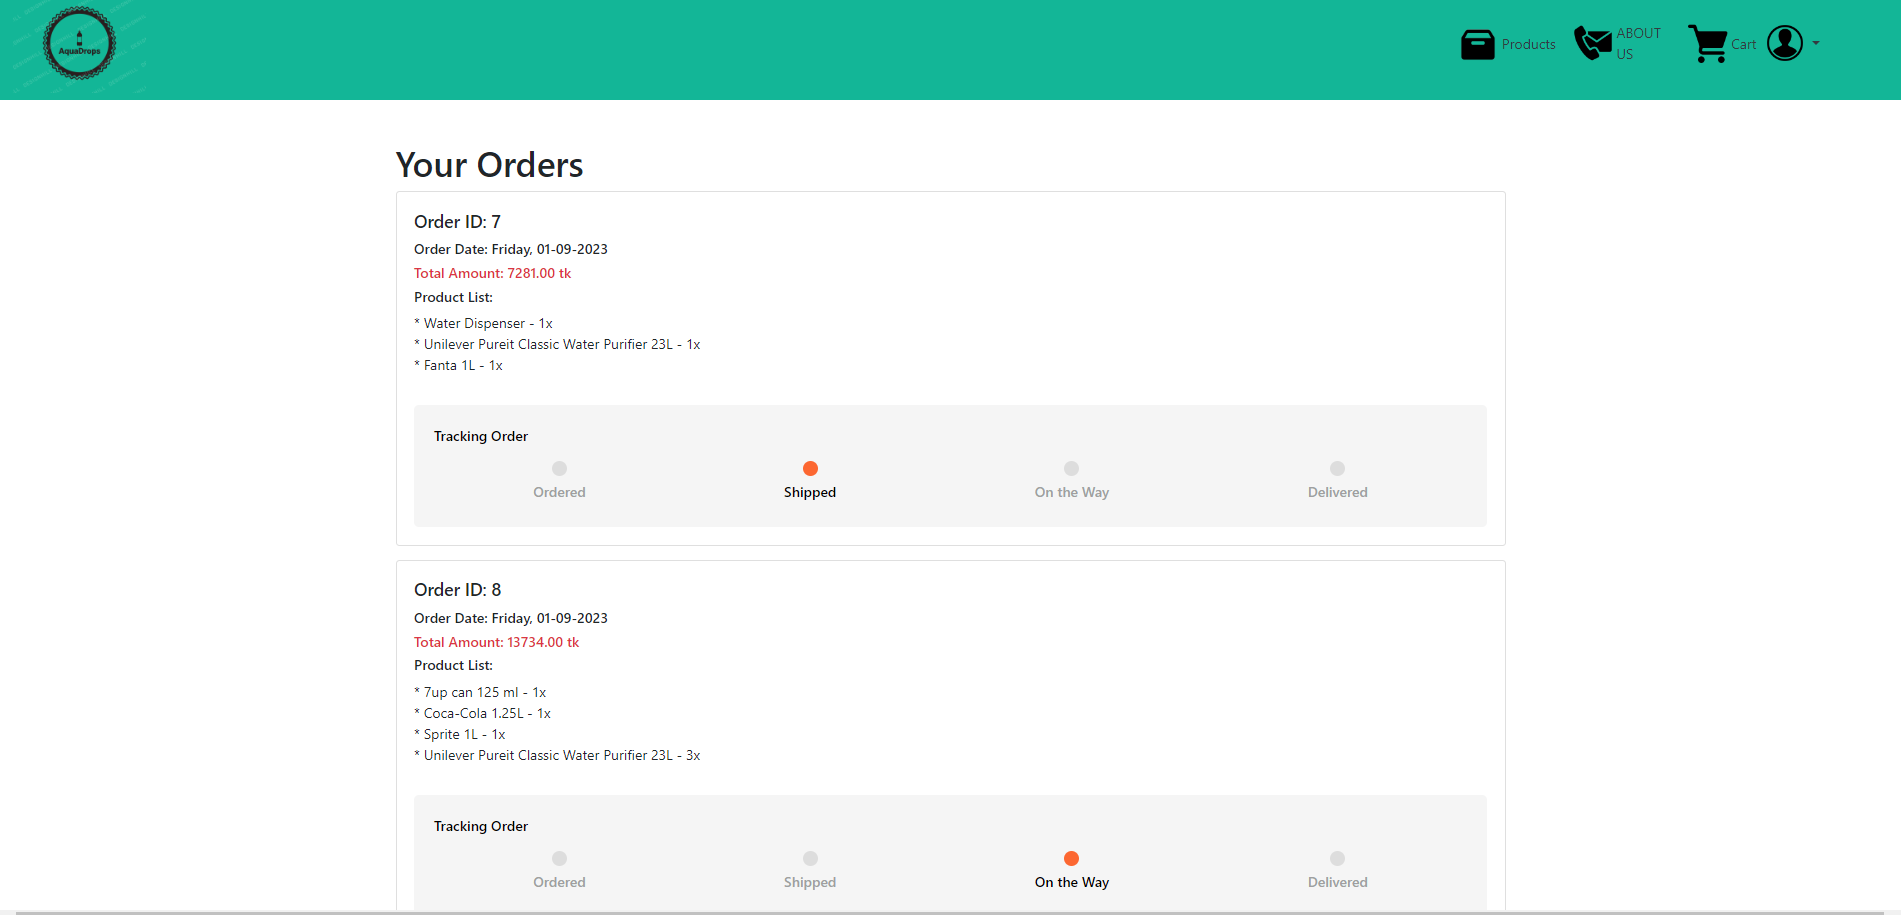 AquaDrops
Products
ABOUT
US
Cart
Your Orders
Order ID: 7
Order Date: Friday, 01-09-2023
Total Amount: 7281.00 tk
Product List:
* Water Dispenser - 1x
* Unilever Pureit Classic Water Purifier 23L - 1x
* Fanta 1L - 1x
Tracking Order
Ordered Shipped On the Way Delivered
Order ID: 8
Order Date: Friday, 01-09-2023
Total Amount: 13734.00 tk
Product List:
* 7up can 125 ml - 1x
* Coca-Cola 1.25L - 1x
* Sprite 1L - 1x
* Unilever Pureit Classic Water Purifier 23L - 3x
Tracking Order
Ordered Shipped On the Way Delivered